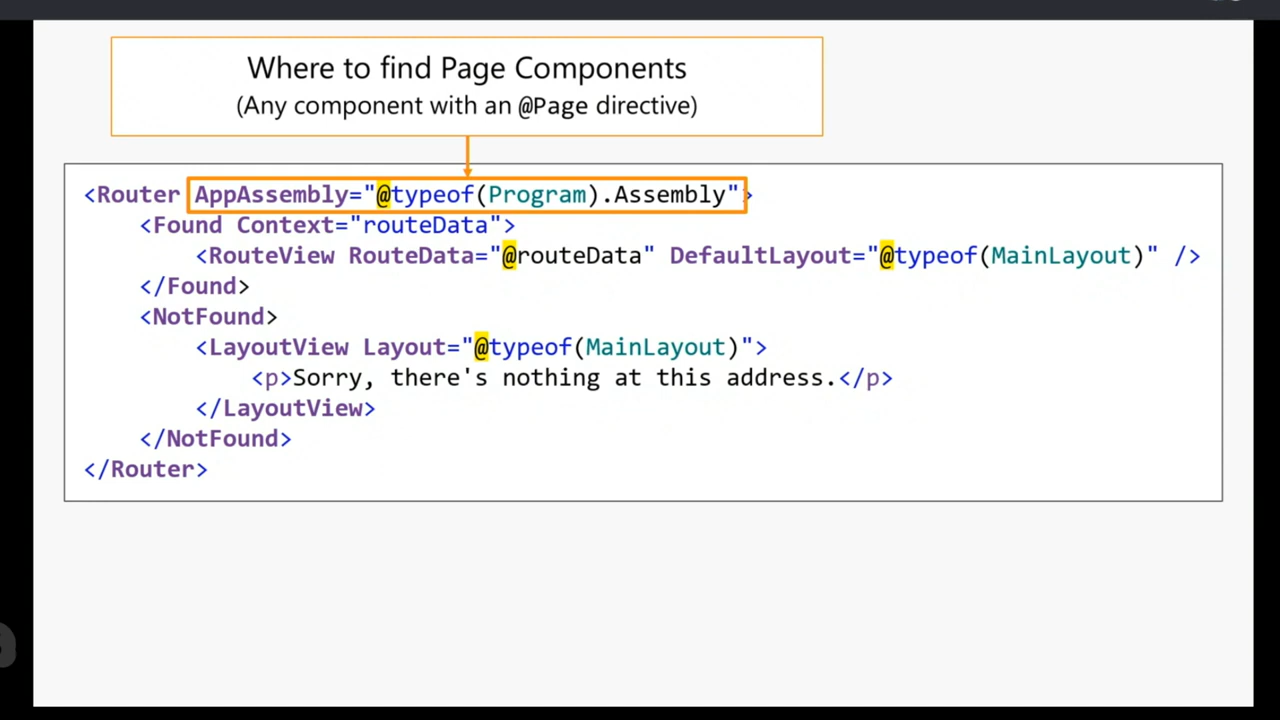 Where to find Page Components
(Any component with an @Page directive)
<Router AppAssembly="@typeof(Program).Assembly">
<Found Context="routeData">
<RouteView RouteData="@routeData" DefaultLayout="@typeof(MainLayout)" />
</Found>
<NotFound>
<LayoutView Layout="@typeof(MainLayout)">
<p>Sorry, there's nothing at this address.</p>
</LayoutView>
</NotFound>
</Router>